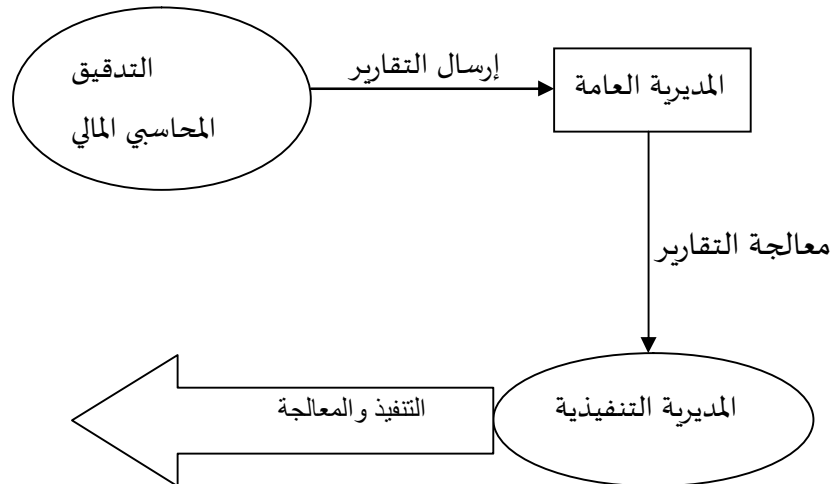 التدقيق
المحاسبي المالي
إرسال التقارير
المديرية العامة
معالجة التقارير
المديرية التنفيذية
التنفيذ والمعالجة